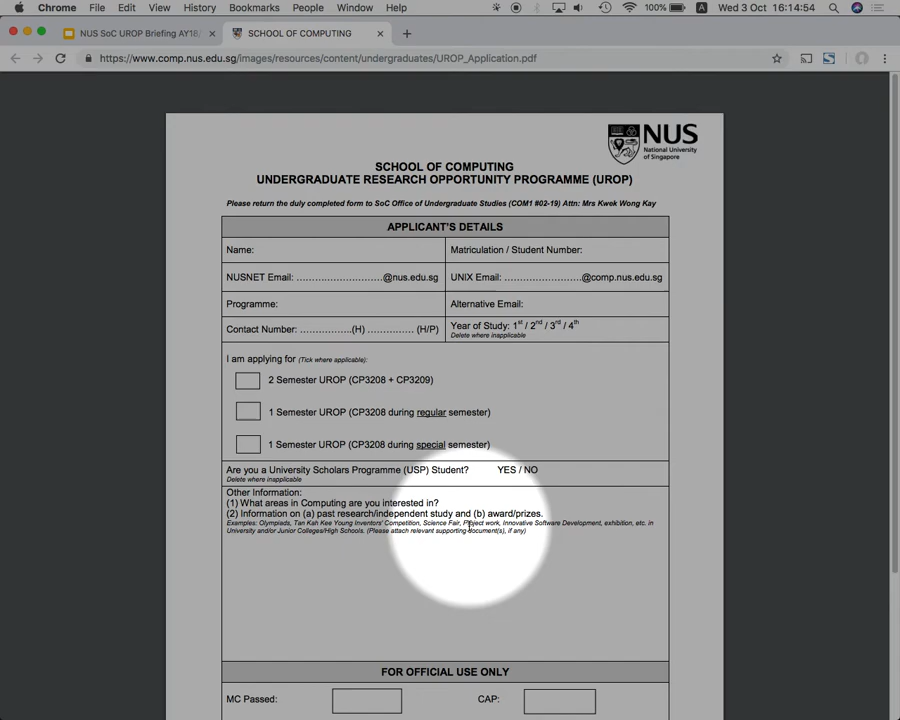 Chrome File Edit View History Bookmarks People Window Help 100% A Wed 3 Oct 16:14:54
NUS SoC UROP Briefing AY18/ × SCHOOL OF COMPUTING × +
https://www.comp.nus.edu.sg/images/resources/content/undergraduates/UROP_Application.pdf
NUS
National University
of Singapore
SCHOOL OF COMPUTING
UNDERGRADUATE RESEARCH OPPORTUNITY PROGRAMME (UROP)
Please return the duly completed form to SoC Office of Undergraduate Studies (COM1 #02-19) Attn: Mrs Kwek Wong Kay
APPLICANT'S DETAILS
Name: Matriculation / Student Number:
NUSNET Email: ……………………..@nus.edu.sg UNIX Email: ……………………@comp.nus.edu.sg
Programme: Alternative Email:
Contact Number: ……………..(H) …………… (H/P) Year of Study: 1st / 2nd / 3rd / 4th
Delete where inapplicable
I am applying for (Tick where applicable):
2 Semester UROP (CP3208 + CP3209)
1 Semester UROP (CP3208 during regular semester)
1 Semester UROP (CP3208 during special semester)
Are you a University Scholars Programme (USP) Student? YES / NO
Delete where inapplicable
Other Information:
(1) What areas in Computing are you interested in?
(2) Information on (a) past research/independent study and (b) award/prizes.
Examples: Olympiads, Tan Kah Kee Young Inventors' Competition, Science Fair, Project work, Innovative Software Development, exhibition, etc. in
University and/or Junior Colleges/High Schools. (Please attach relevant supporting document(s), if any)
FOR OFFICIAL USE ONLY
MC Passed: CAP: